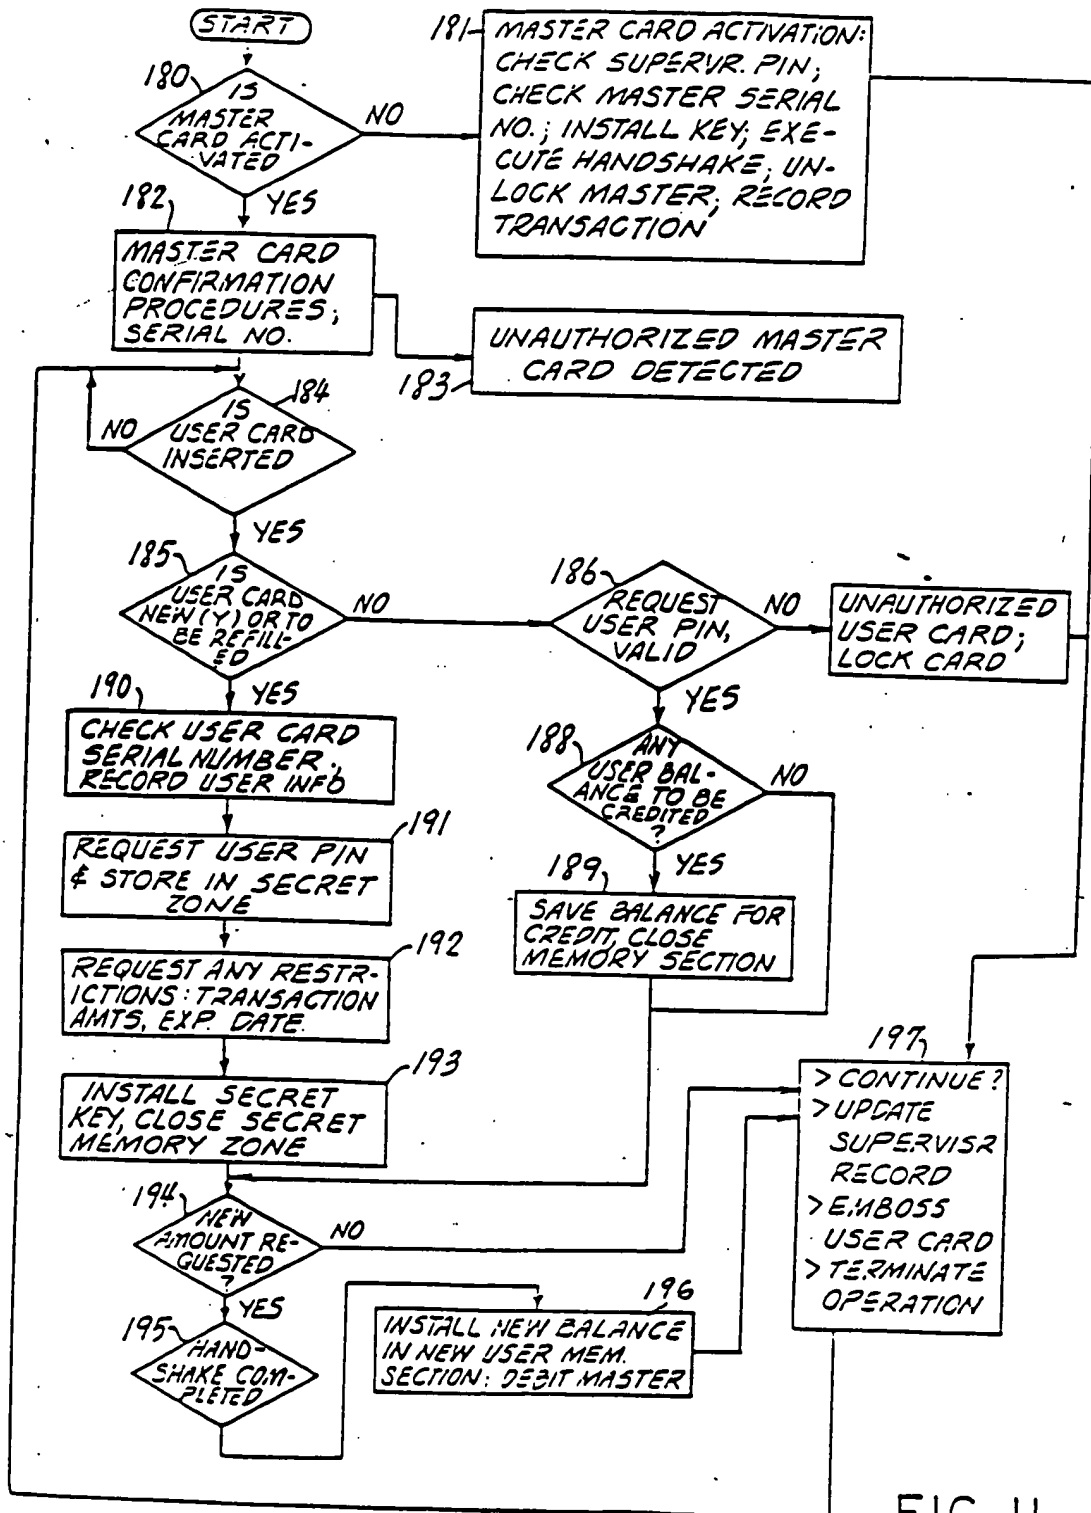 START
180
IS
MASTER
CARD ACTI-
VATED
NO
YES
181
MASTER CARD ACTIVATION:
CHECK SUPERVR. PIN;
CHECK MASTER SERIAL
NO.; INSTALL KEY; EXE-
CUTE HANDSHAKE; UN-
LOCK MASTER; RECORD
TRANSACTION
182
MASTER CARD
CONFIRMATION
PROCEDURES;
SERIAL NO.
183
UNAUTHORIZED MASTER
CARD DETECTED
184
IS
USER CARD
INSERTED
NO
YES
185
IS
USER CARD
NEW (Y) OR TO
BE REFILL-
ED
NO
YES
186
REQUEST
USER PIN,
VALID
NO
YES
UNAUTHORIZED
USER CARD;
LOCK CARD
188
ANY
USER BAL-
ANCE TO BE
CREDITED
?
NO
YES
189
SAVE BALANCE FOR
CREDIT, CLOSE
MEMORY SECTION
190
CHECK USER CARD
SERIAL NUMBER.,
RECORD USER INFO
191
REQUEST USER PIN
& STORE IN SECRET
ZONE
192
REQUEST ANY RESTR-
ICTIONS: TRANSACTION
AMTS, EXP. DATE.
193
INSTALL SECRET
KEY, CLOSE SECRET
MEMORY ZONE
194
NEW
AMOUNT RE-
QUESTED
?
NO
YES
195
HAND-
SHAKE COM-
PLETED
196
INSTALL NEW BALANCE
IN NEW USER MEM.
SECTION: DEBIT MASTER
197
> CONTINUE?
> UPDATE
SUPERVISR
RECORD
> EMBOSS
USER CARD
> TERMINATE
OPERATION
FIG. 11